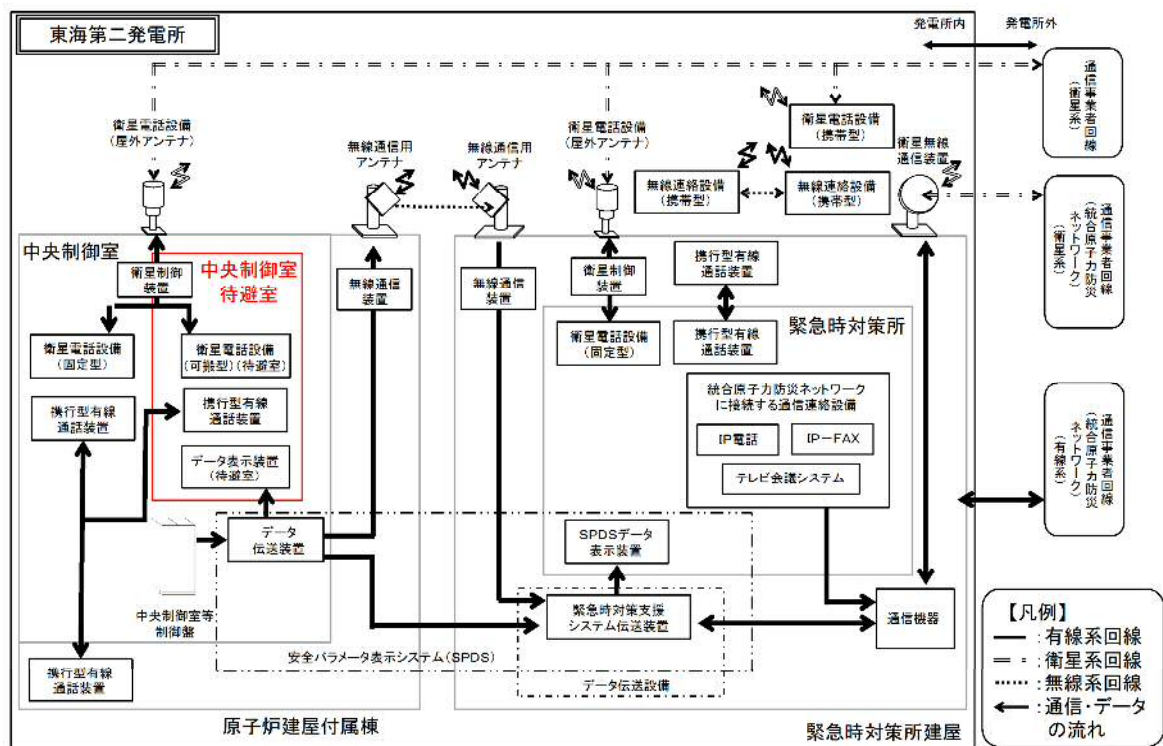 東海第二発電所
発電所内
発電所外
通信事業者回線
(衛星系)
衛星電話設備
(屋外アンテナ)
無線通信用
アンテナ
無線通信用
アンテナ
衛星電話設備
(屋外アンテナ)
衛星電話設備
(携帯型)
衛星無線
通信装置
無線連絡設備
(携帯型)
無線連絡設備
(携帯型)
通信事業者回線
(統合原子力防災
ネットワーク)
(衛星系)
中央制御室
衛星制御
装置
中央制御室
待避室
無線通信
装置
無線通信
装置
衛星制御
装置
携行型有線
通話装置
緊急時対策所
衛星電話設備
(固定型)
衛星電話設備
(可搬型)(待避室)
衛星電話設備
(固定型)
携行型有線
通話装置
携行型有線
通話装置
携行型有線
通話装置
統合原子力防災ネットワーク
に接続する通信連絡設備
IP電話
IP-FAX
テレビ会議システム
通信事業者回線
(統合原子力防災
ネットワーク)
(有線系)
データ表示装置
(待避室)
データ
伝送装置
SPDSデータ
表示装置
中央制御室等
制御盤
緊急時対策支援
システム伝送装置
通信機器
安全パラメータ表示システム(SPDS)
データ伝送設備
携行型有線
通話装置
原子炉建屋付属棟
緊急時対策所建屋
【凡例】
:有線系回線
:衛星系回線
:無線系回線
:通信・データ
の流れ